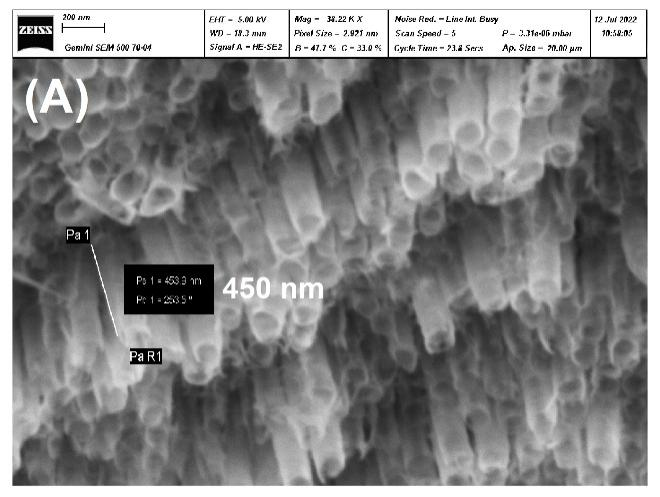 ZEISS
200 nm
Gemini SEM 500 70-04
EHT = 5.00 kV
WD = 18.3 mm
Signal A = HE-SE2
Mag = 38.22 K X
Pixel Size = 2.921 nm
B = 47.7 % C = 33.0 %
Noise Red. = Line Int. Busy
Scan Speed = 5 P = 3.31e-06 mbar
Cycle Time = 23.8 Secs Ap. Size = 20.00 µm
12 Jul 2022
(A)
Pa 1
Pa 1 = 453.9 nm
Pa 1 = 253.5 °
450 nm
Pa R1